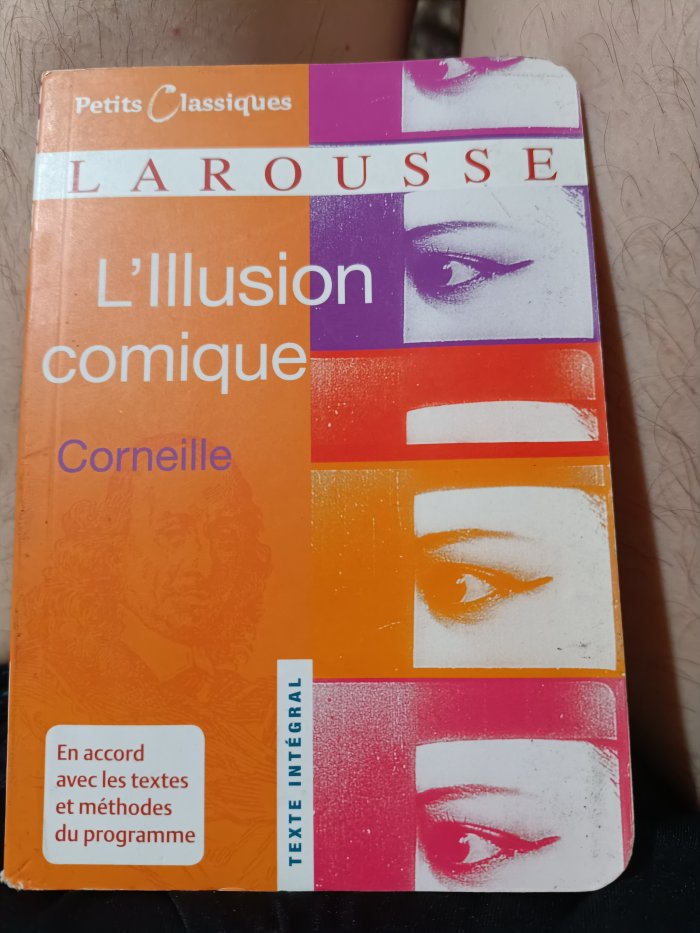 Petits Classiques
LAROUSSE
L'Illusion
comique
Corneille
En accord
avec les textes
et méthodes
du programme
TEXTE INTÉGRAL